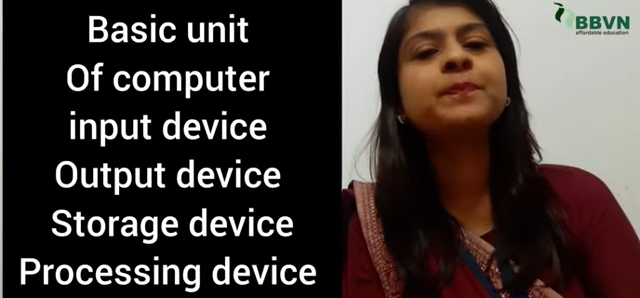 Basic unit
Of computer
input device
Output device
Storage device
Processing device
BBVN
affordable education